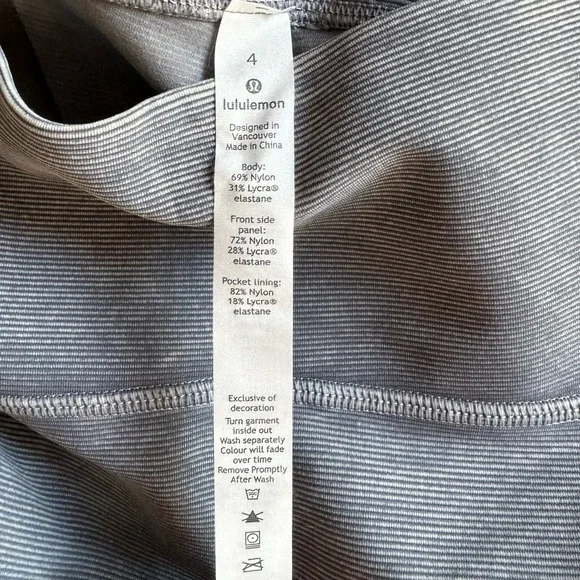 4
lululemon
Designed in
Vancouver
Made in China
Body:
69% Nylon
31% Lycra®
elastane
Front side
panel:
72% Nylon
28% Lycra®
elastane
Pocket lining:
82% Nylon
18% Lycra®
elastane
Exclusive of
decoration
Turn garment
inside out
Wash separately
Colour will fade
over time
Remove Promptly
After Wash